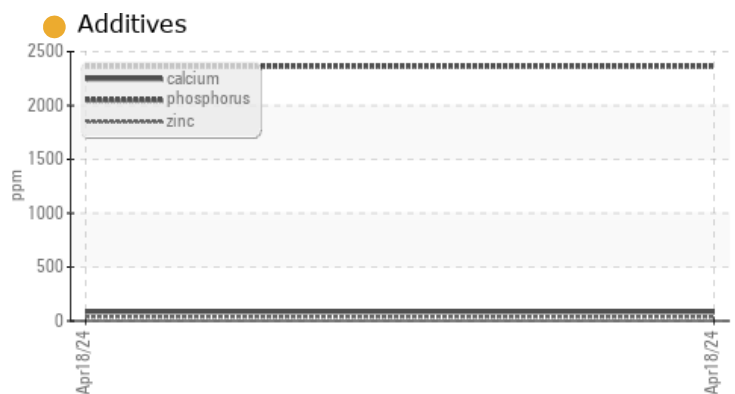 Additives
2500
2000
1500
1000
500
0
ppm
calcium
phosphorus
zinc
Apr18/24
Apr18/24